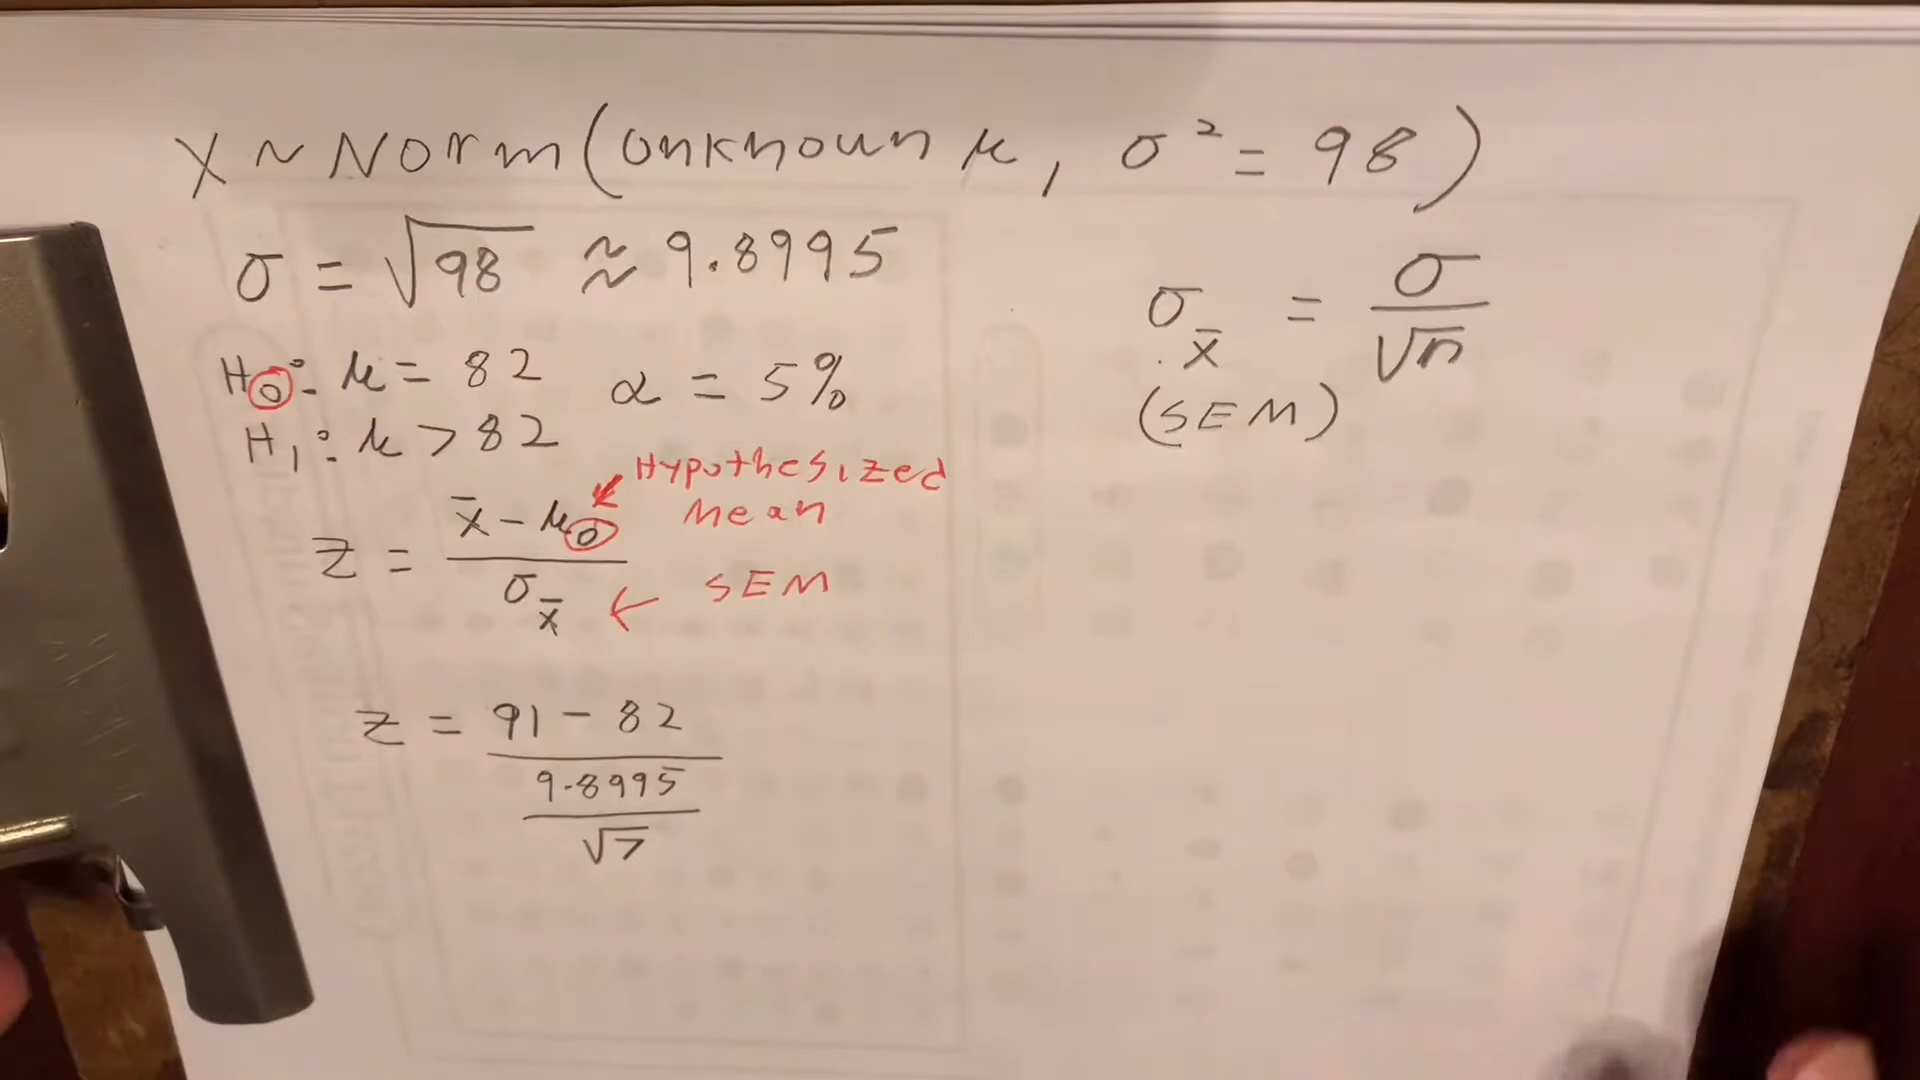 X ~ Norm(unknown μ, σ² = 98)
σ = √98 ≈ 9.8995
σ_x̄ = σ/√n
(SEM)
H₀: μ = 82 α = 5%
H₁: μ > 82
Hypothesized
Mean
z = (x̄ - μ₀)/σ_x̄ ← SEM
z = (91 - 82)/(9.8995/√7)